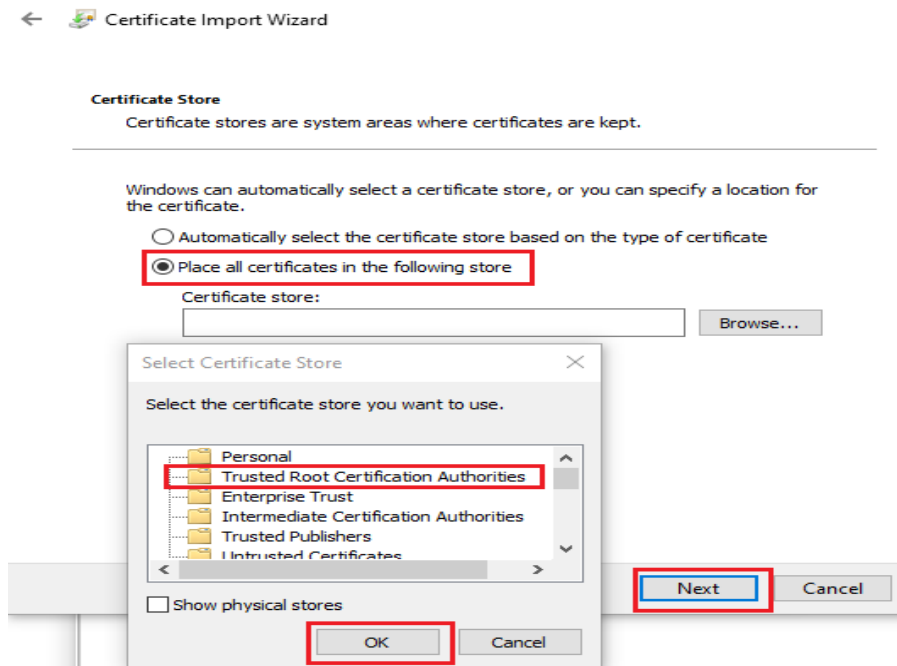 Certificate Import Wizard
Certificate Store
Certificate stores are system areas where certificates are kept.
Windows can automatically select a certificate store, or you can specify a location for
the certificate.
Automatically select the certificate store based on the type of certificate
Place all certificates in the following store
Certificate store:
Browse...
Select Certificate Store
Select the certificate store you want to use.
Personal
Trusted Root Certification Authorities
Enterprise Trust
Intermediate Certification Authorities
Trusted Publishers
Untrusted Certificates
Show physical stores
OK Cancel
Next Cancel